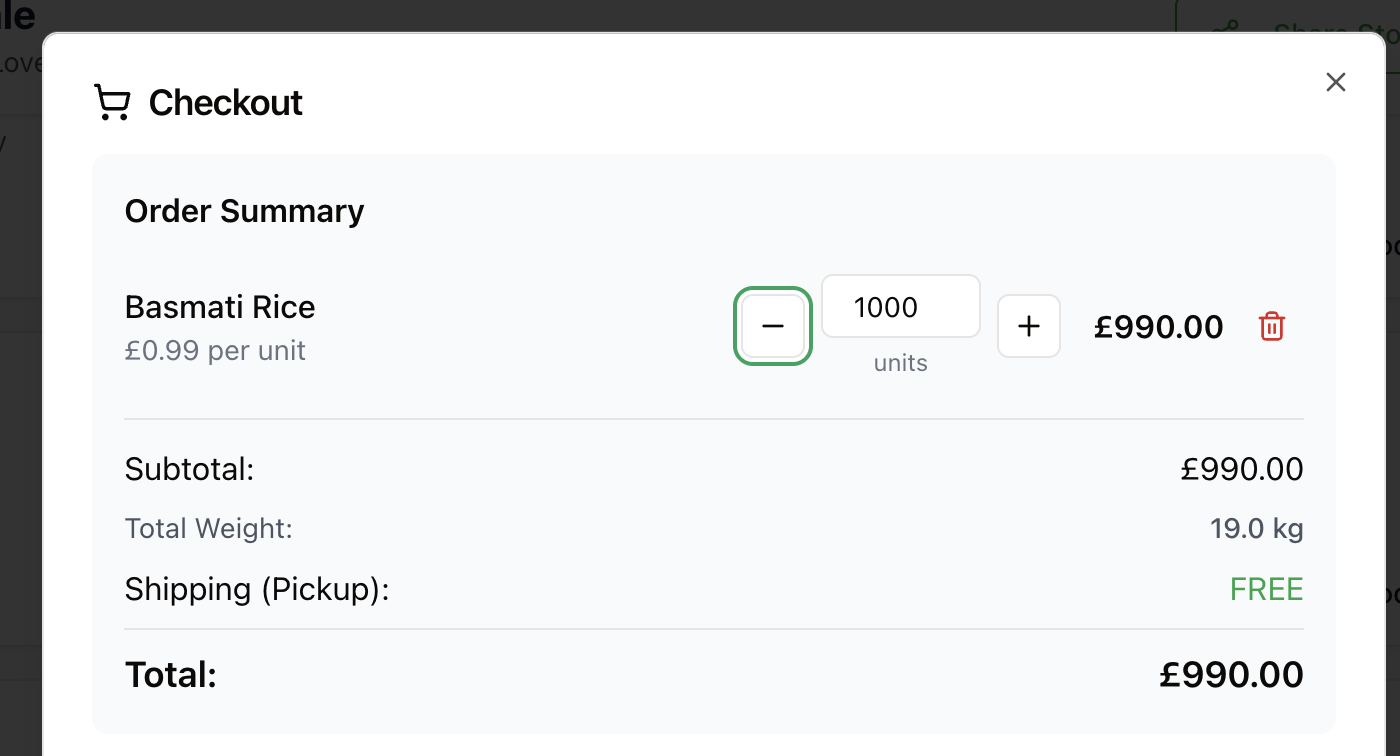 Checkout
Order Summary
Basmati Rice
£0.99 per unit
1000
units
£990.00
Subtotal: £990.00
Total Weight: 19.0 kg
Shipping (Pickup): FREE
Total: £990.00